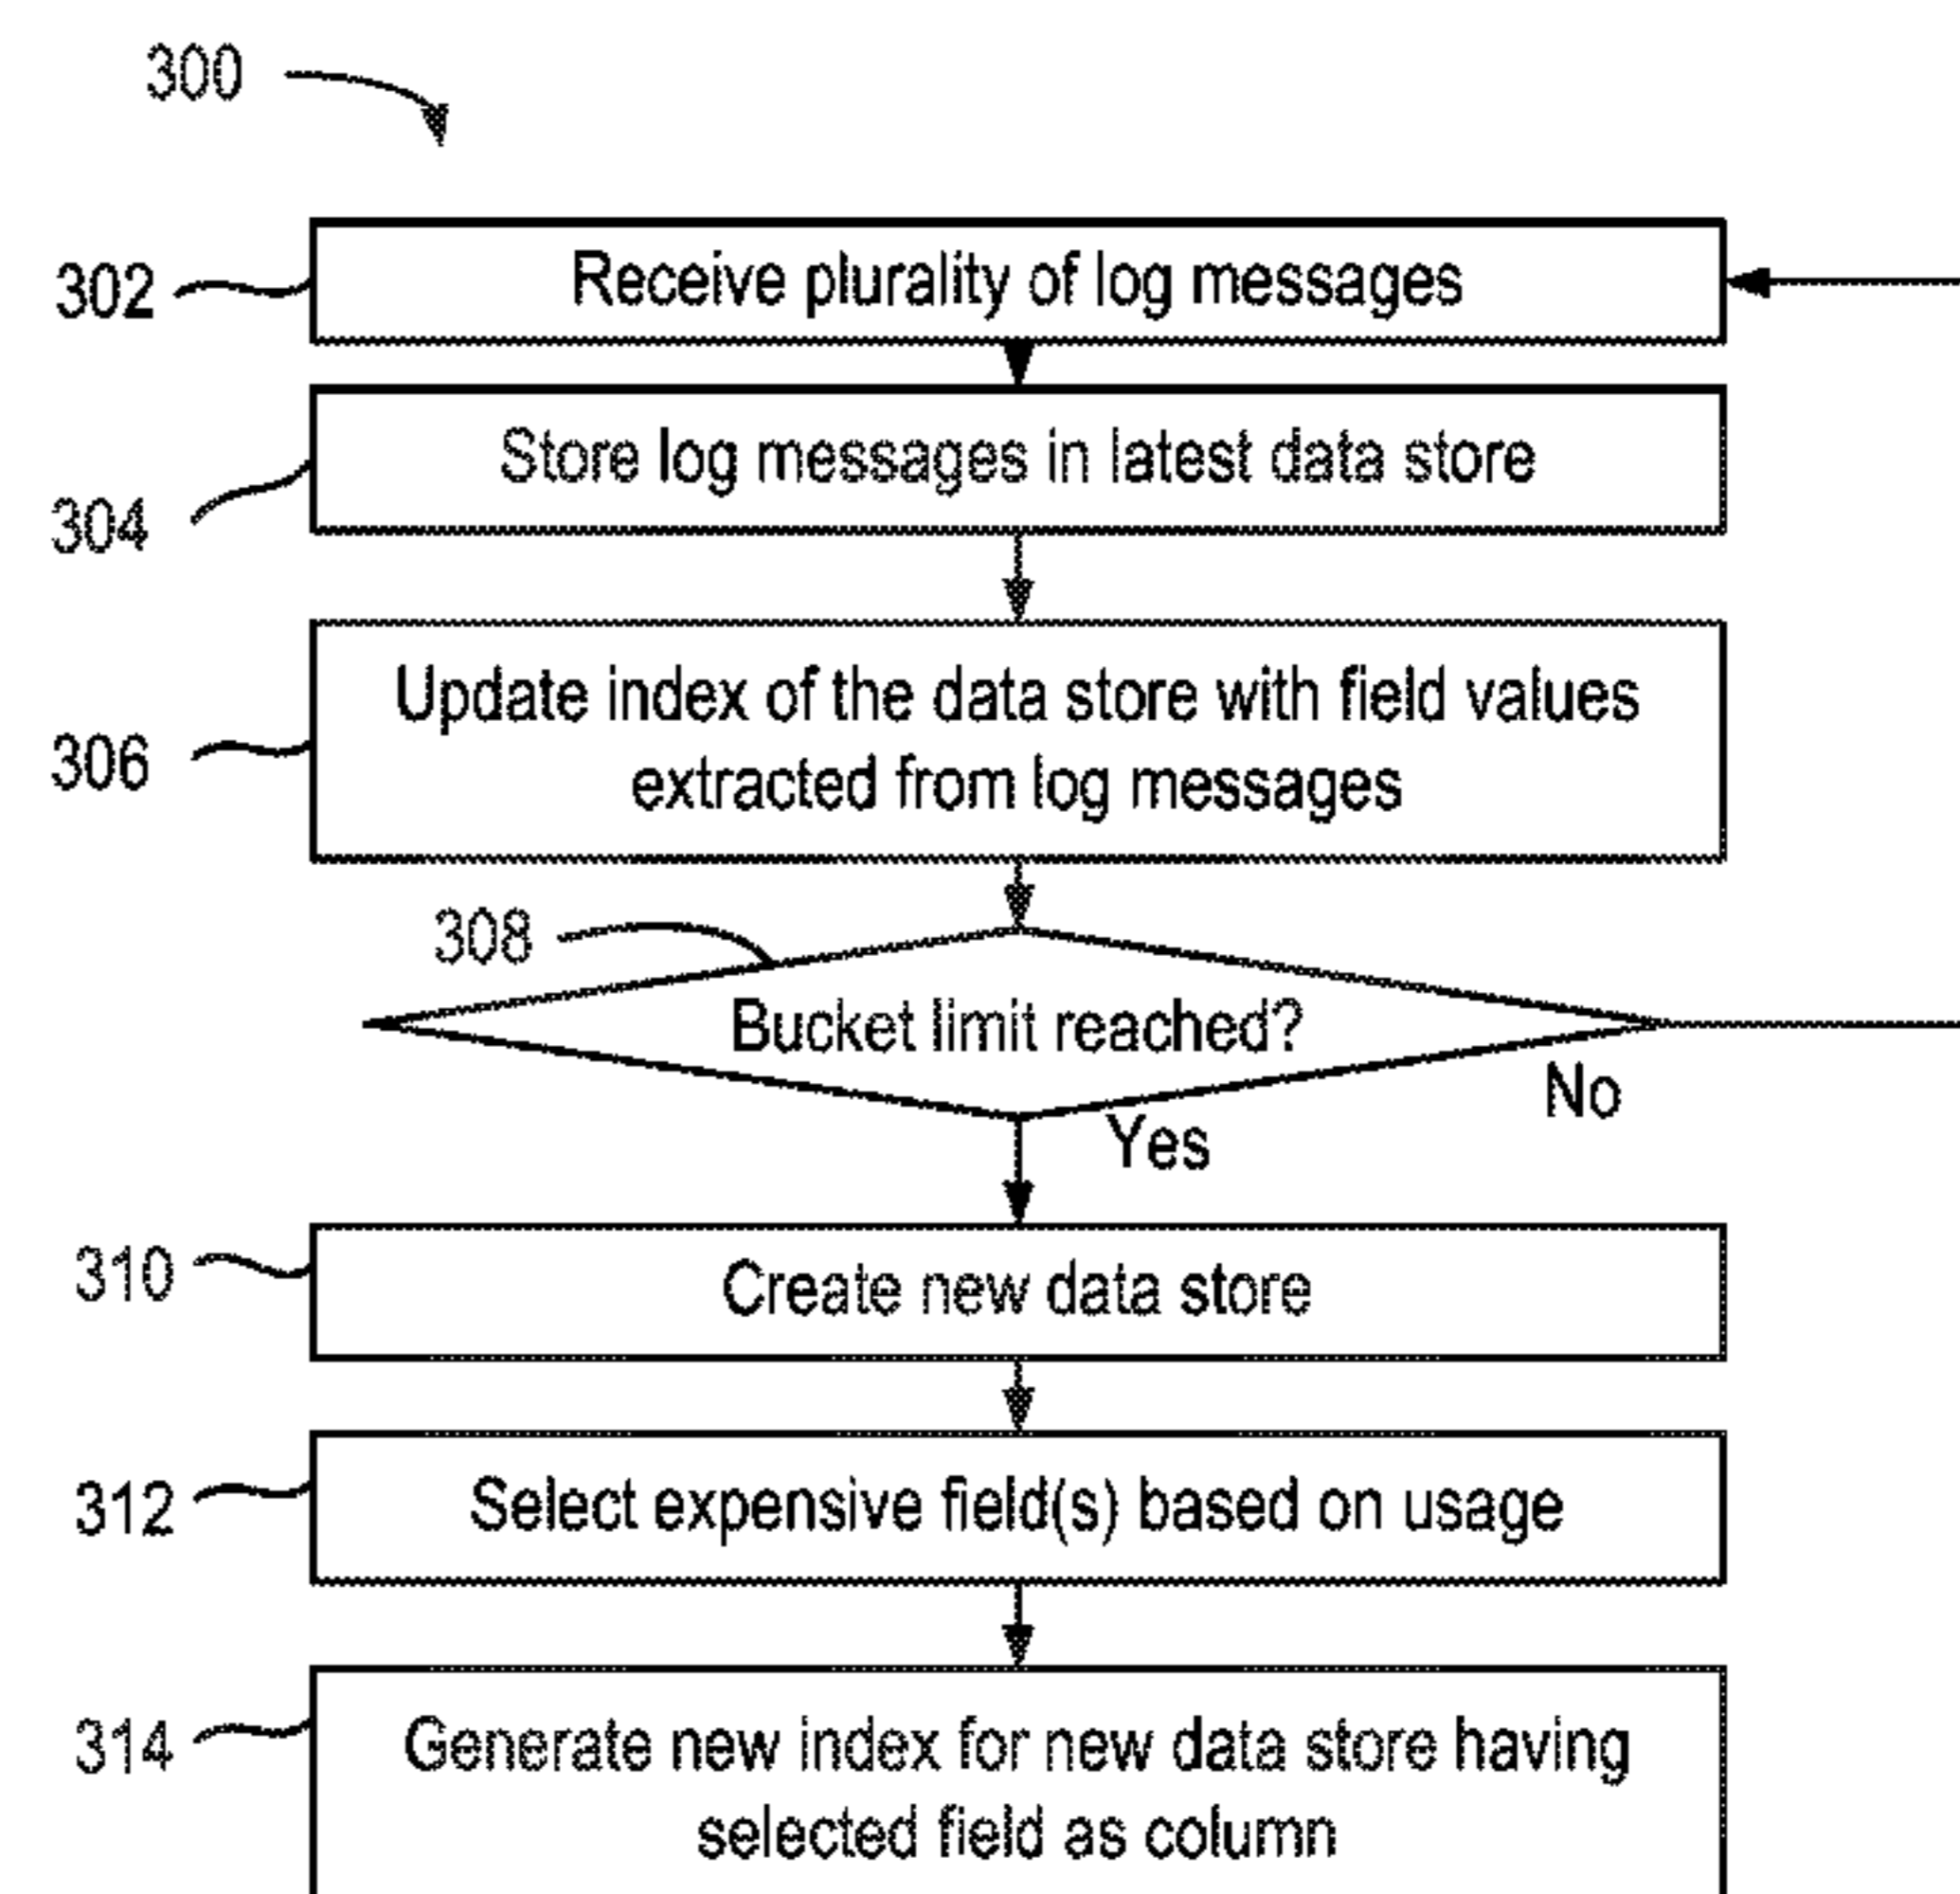 300
302
Receive plurality of log messages
304
Store log messages in latest data store
306
Update index of the data store with field values
extracted from log messages
308
Bucket limit reached?
No
Yes
310
Create new data store
312
Select expensive field(s) based on usage
314
Generate new index for new data store having
selected field as column